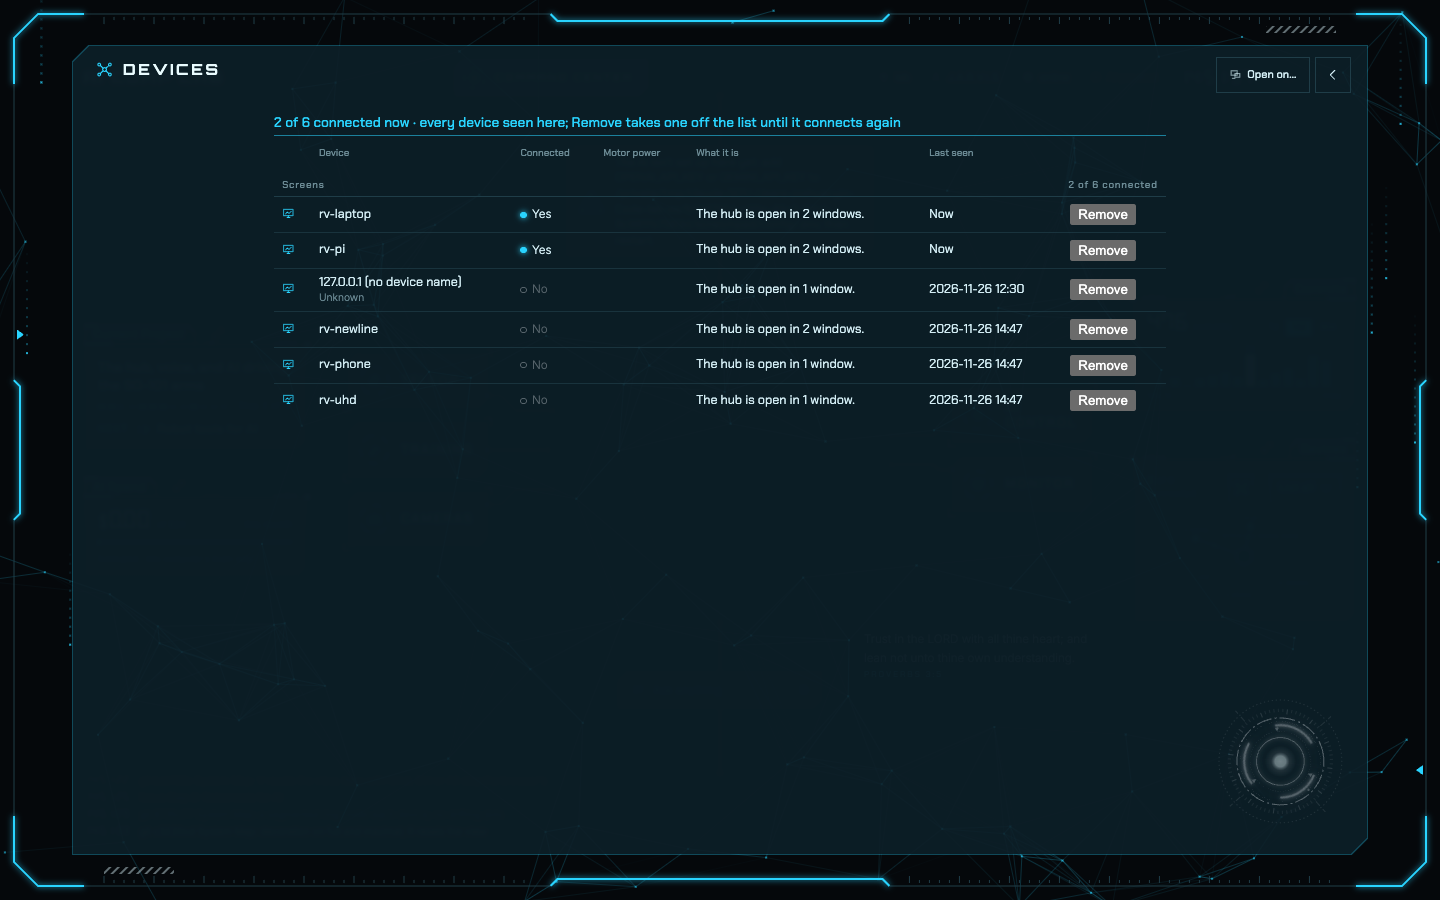 DEVICES
Open on...
2 of 6 connected now · every device seen here; Remove takes one off the list until it connects again
Device Connected Motor power What it is Last seen
Screens 2 of 6 connected
rv-laptop Yes The hub is open in 2 windows. Now Remove
rv-pi Yes The hub is open in 2 windows. Now Remove
127.0.0.1 (no device name) No The hub is open in 1 window. 2026-11-26 12:30 Remove
Unknown
rv-newline No The hub is open in 2 windows. 2026-11-26 14:47 Remove
rv-phone No The hub is open in 1 window. 2026-11-26 14:47 Remove
rv-uhd No The hub is open in 1 window. 2026-11-26 14:47 Remove